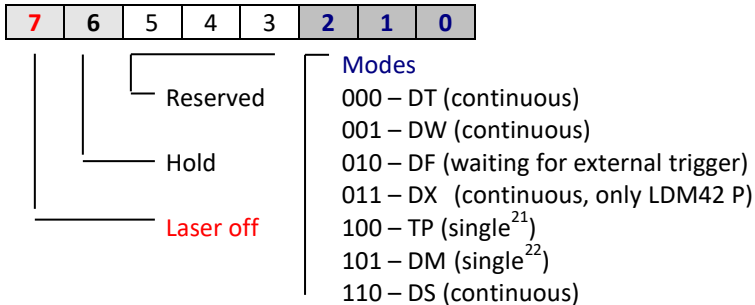 7 6 5 4 3 2 1 0
Modes
Reserved 000 – DT (continuous)
001 – DW (continuous)
Hold 010 – DF (waiting for external trigger)
011 – DX (continuous, only LDM42 P)
Laser off 100 – TP (single21)
101 – DM (single22)
110 – DS (continuous)